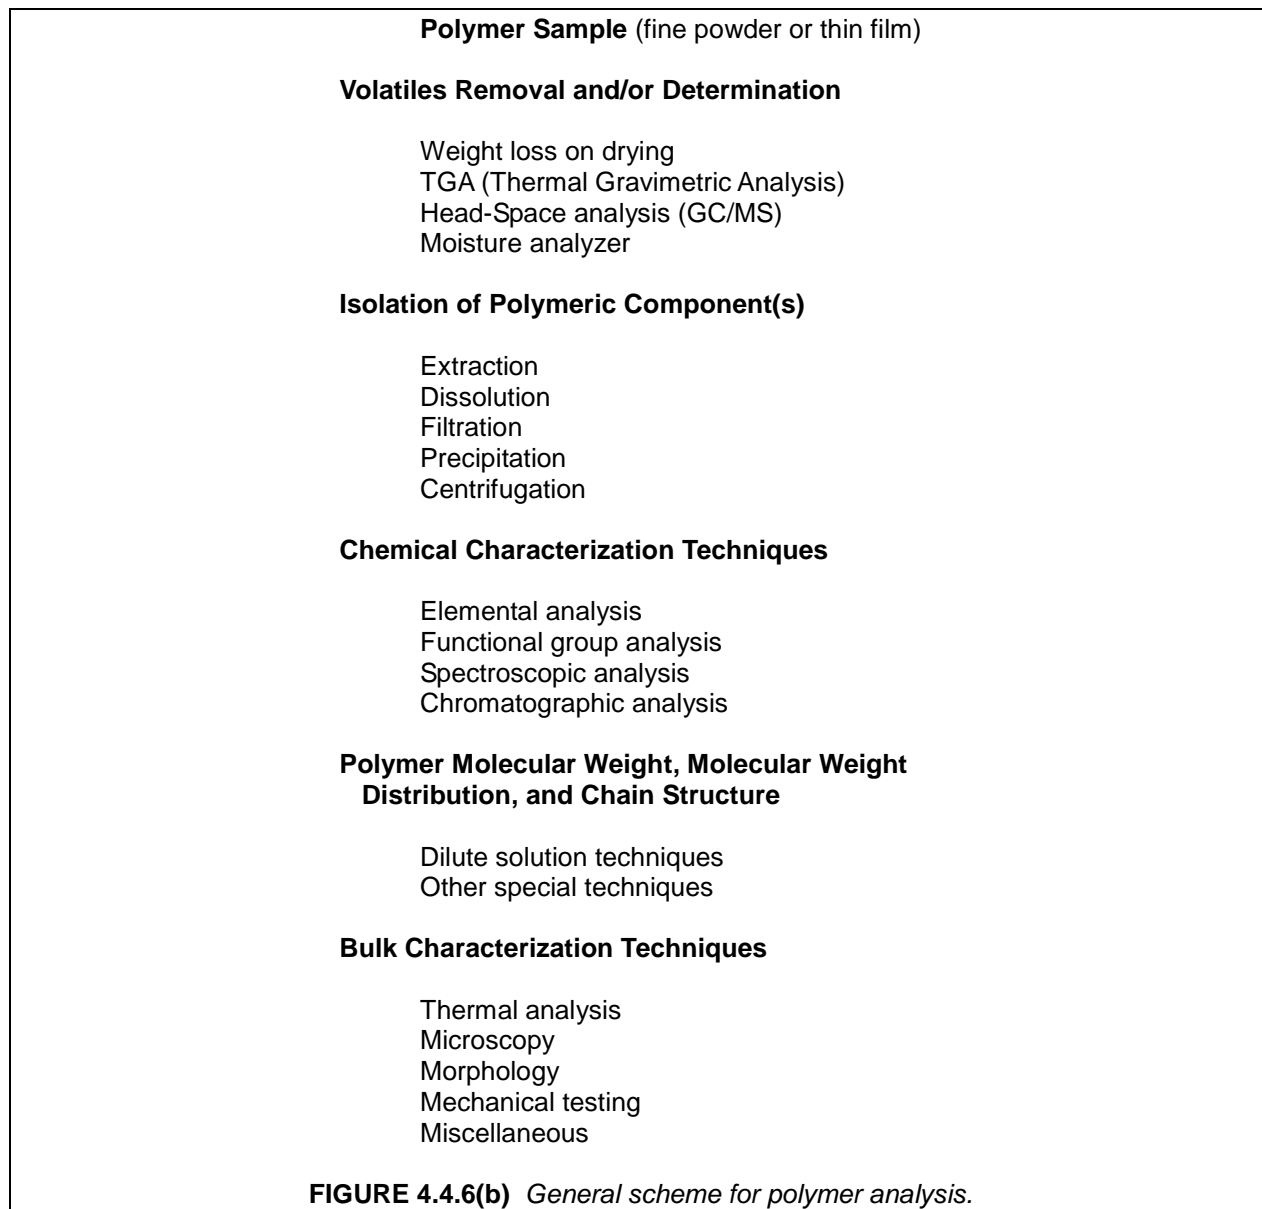 Polymer Sample (fine powder or thin film)
Volatiles Removal and/or Determination
Weight loss on drying
TGA (Thermal Gravimetric Analysis)
Head-Space analysis (GC/MS)
Moisture analyzer
Isolation of Polymeric Component(s)
Extraction
Dissolution
Filtration
Precipitation
Centrifugation
Chemical Characterization Techniques
Elemental analysis
Functional group analysis
Spectroscopic analysis
Chromatographic analysis
Polymer Molecular Weight, Molecular Weight
Distribution, and Chain Structure
Dilute solution techniques
Other special techniques
Bulk Characterization Techniques
Thermal analysis
Microscopy
Morphology
Mechanical testing
Miscellaneous
FIGURE 4.4.6(b) General scheme for polymer analysis.